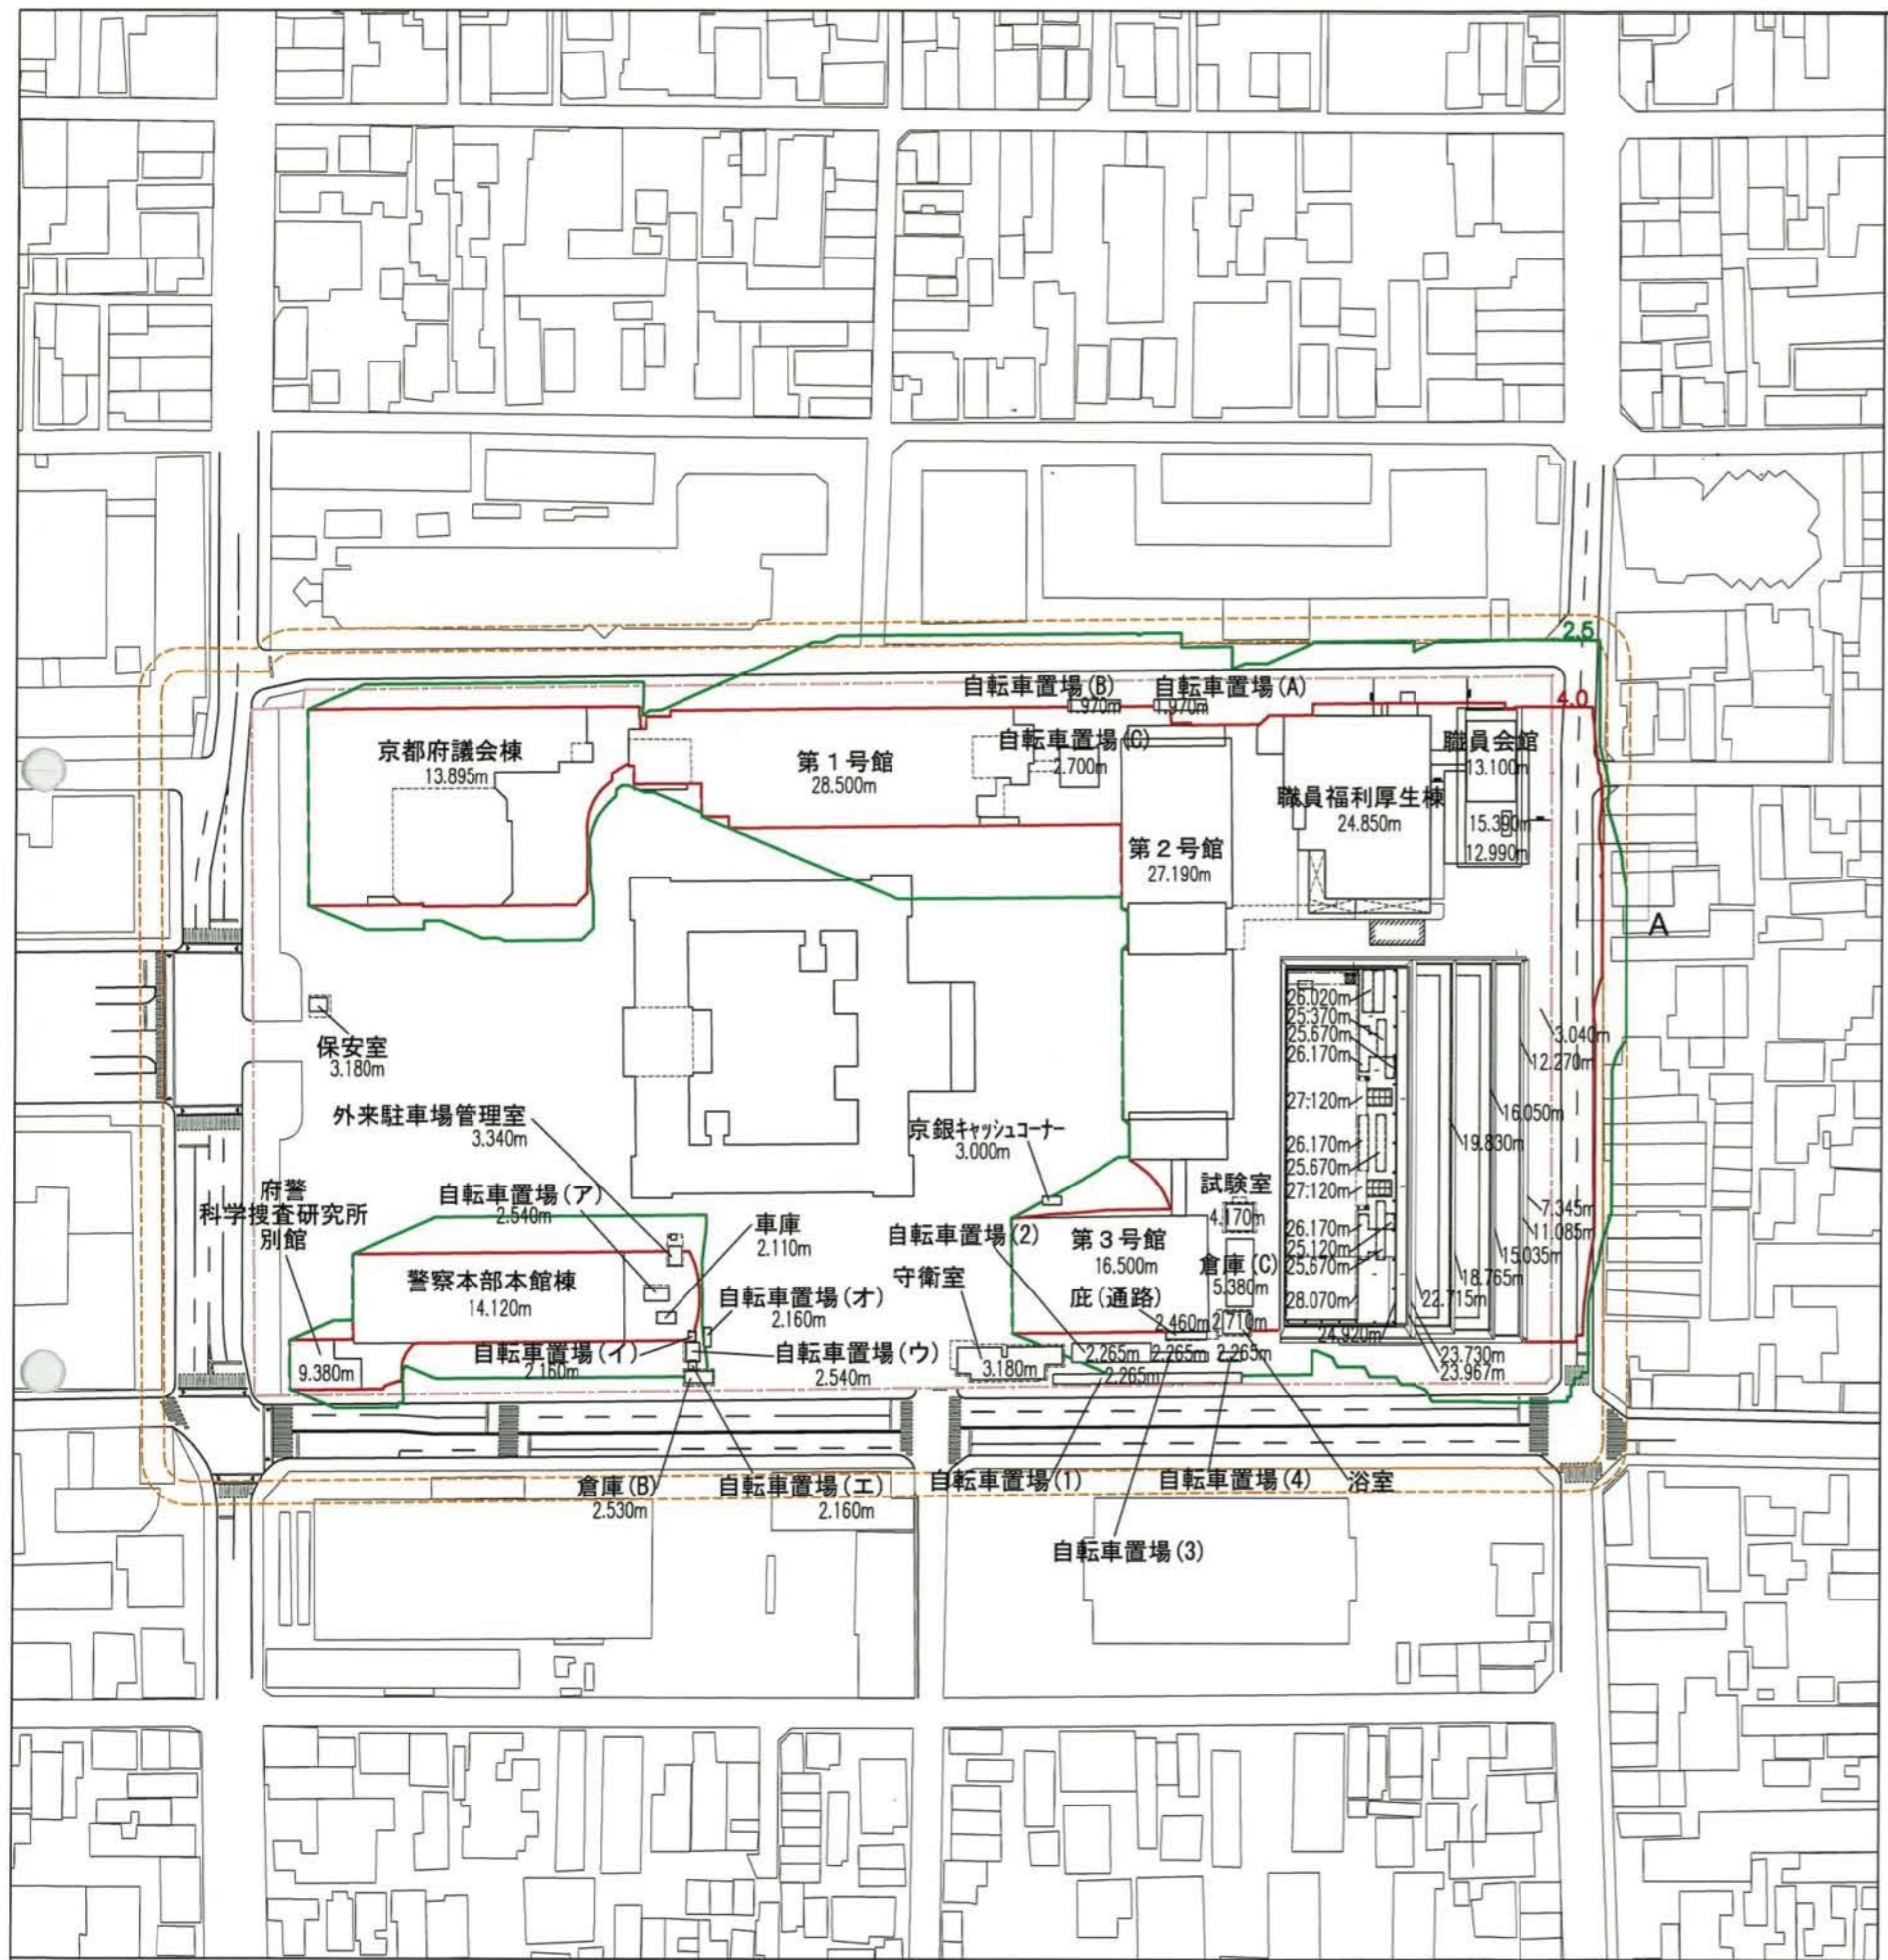 2.5
4.0
自転車置場(B)
1.970m
自転車置場(A)
1.970m
京都府議会棟
13.895m
第1号館
28.500m
自転車置場(C)
2.700m
職員会館
13.100m
職員福利厚生棟
24.850m
15.390m
12.990m
第2号館
27.190m
A
保安室
3.180m
26.020m
25.370m
25.670m
26.170m
27.120m
26.170m
25.670m
27.120m
26.170m
25.120m
25.670m
28.070m
3.040m
12.270m
16.050m
19.830m
7.345m
11.085m
15.035m
18.765m
22.715m
24.920m
23.730m
23.967m
外来駐車場管理室
3.340m
京銀キャッシュコーナー
3.000m
試験室
4.170m
府警
科学捜査研究所
別館
9.380m
自転車置場(ア)
2.540m
車庫
2.110m
警察本部本館棟
14.120m
自転車置場(オ)
2.160m
自転車置場(イ)
2.160m
自転車置場(ウ)
2.540m
自転車置場(2)
第3号館
16.500m
倉庫(C)
5.380m
守衛室
3.180m
庇(通路)
2.460m
2.710m
2.265m
2.265m
2.265m
2.265m
倉庫(B)
2.530m
自転車置場(エ)
2.160m
自転車置場(1)
自転車置場(4)
浴室
自転車置場(3)